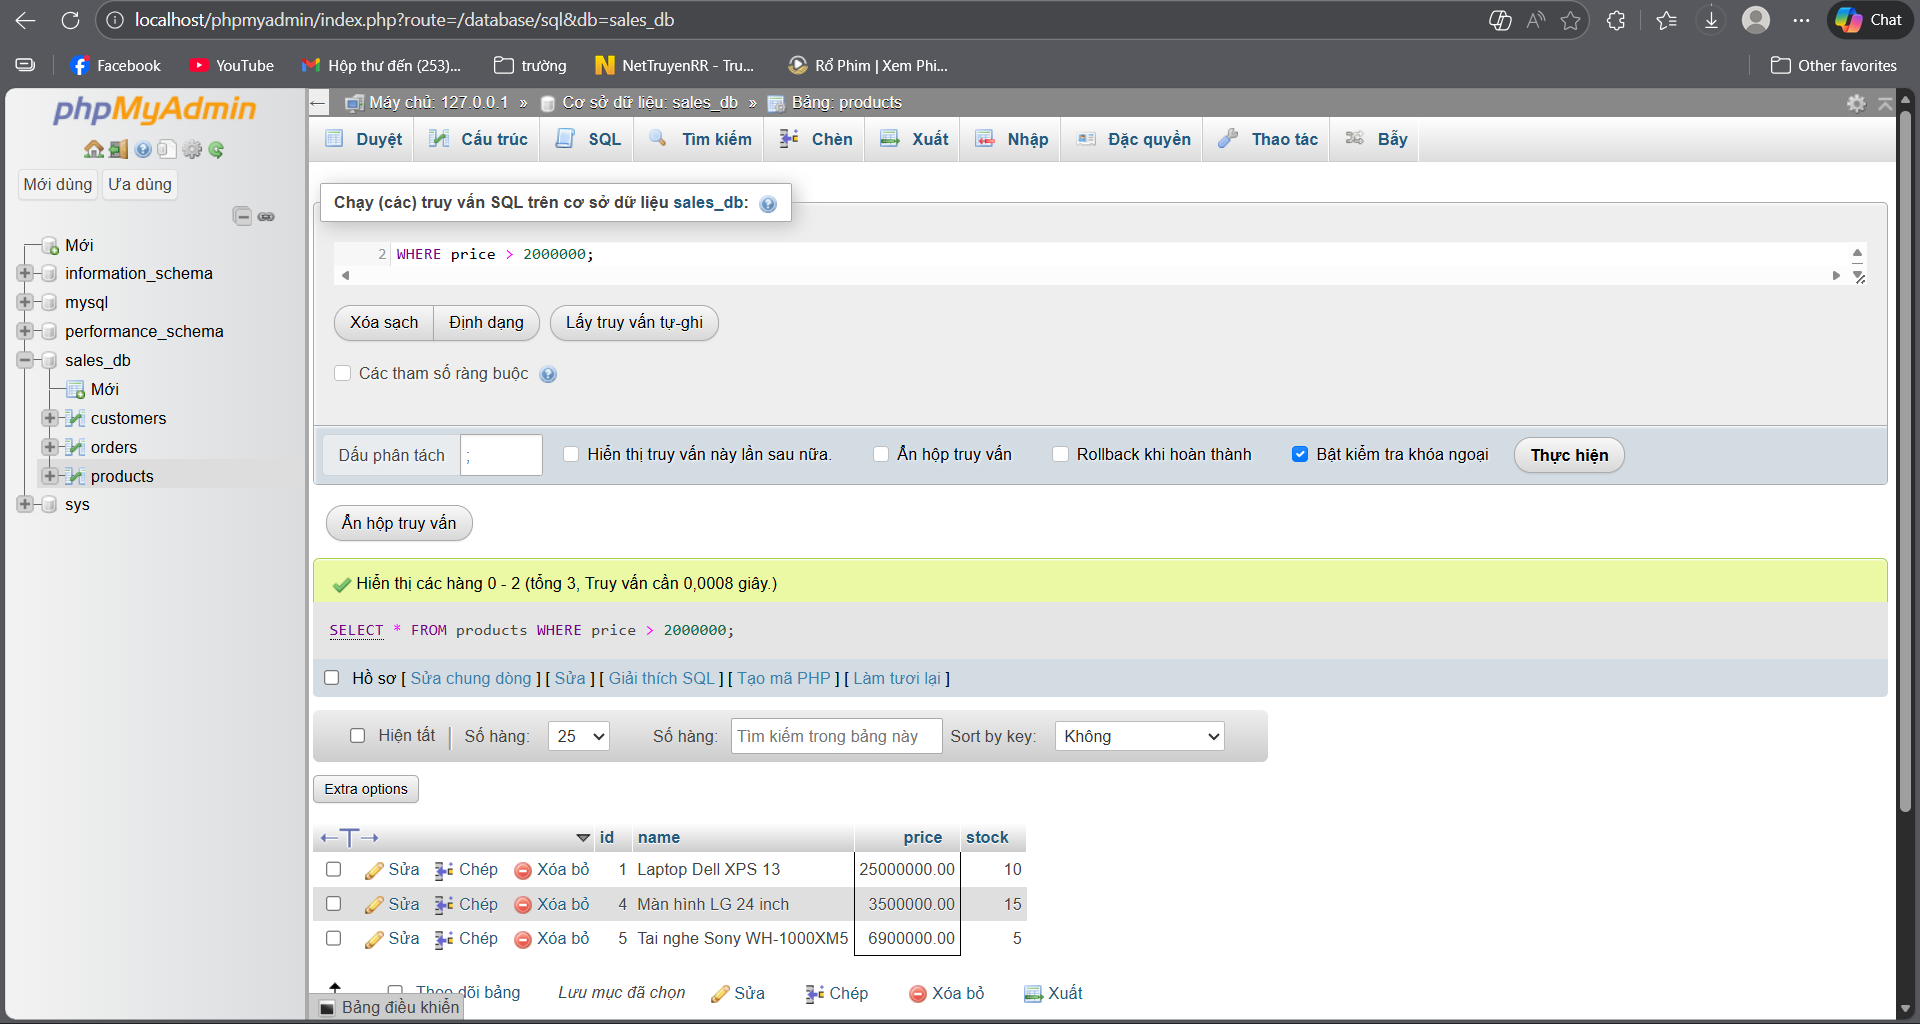 localhost/phpmyadmin/index.php?route=/database/sql&db=sales_db
Chat
Facebook
YouTube
Hộp thư đến (253)...
trường
NetTruyenRR - Tru...
Rổ Phim | Xem Phi...
Other favorites
phpMyAdmin
Mới dùng
Ưa dùng
Mới
information_schema
mysql
performance_schema
sales_db
Mới
customers
orders
products
sys
Máy chủ: 127.0.0.1 » Cơ sở dữ liệu: sales_db » Bảng: products
Duyệt
Cấu trúc
SQL
Tìm kiếm
Chèn
Xuất
Nhập
Đặc quyền
Thao tác
Bẫy
Chạy (các) truy vấn SQL trên cơ sở dữ liệu sales_db:
2 WHERE price > 2000000;
Xóa sạch
Định dạng
Lấy truy vấn tự-ghi
Các tham số ràng buộc
Dấu phân tách ;
Hiển thị truy vấn này lần sau nữa.
Ẩn hộp truy vấn
Rollback khi hoàn thành
Bật kiểm tra khóa ngoại
Thực hiện
Ẩn hộp truy vấn
Hiển thị các hàng 0 - 2 (tổng 3, Truy vấn cần 0,0008 giây.)
SELECT * FROM products WHERE price > 2000000;
Hồ sơ [ Sửa chung dòng ] [ Sửa ] [ Giải thích SQL ] [ Tạo mã PHP ] [ Làm tươi lại ]
Hiện tất | Số hàng: 25 Số hàng: Tìm kiếm trong bảng này Sort by key: Không
Extra options
←T→ id name price stock
Sửa Chép Xóa bỏ 1 Laptop Dell XPS 13 25000000.00 10
Sửa Chép Xóa bỏ 4 Màn hình LG 24 inch 3500000.00 15
Sửa Chép Xóa bỏ 5 Tai nghe Sony WH-1000XM5 6900000.00 5
Theo dõi bảng Lưu mục đã chọn Sửa Chép Xóa bỏ Xuất
Bảng điều khiển